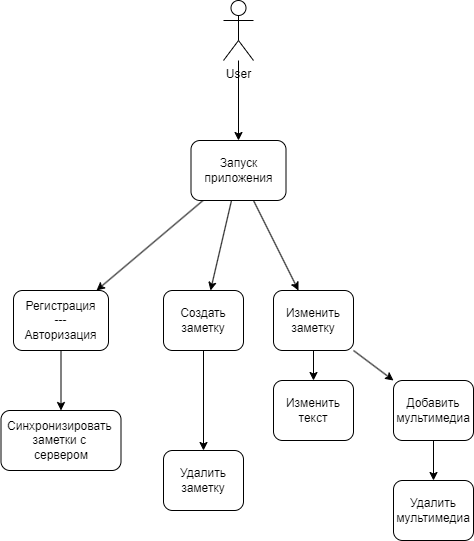 User
Запуск
приложения
Регистрация
---
Авторизация
Создать
заметку
Изменить
заметку
Синхронизировать
заметки с
сервером
Изменить
текст
Добавить
мультимедиа
Удалить
заметку
Удалить
мультимедиа